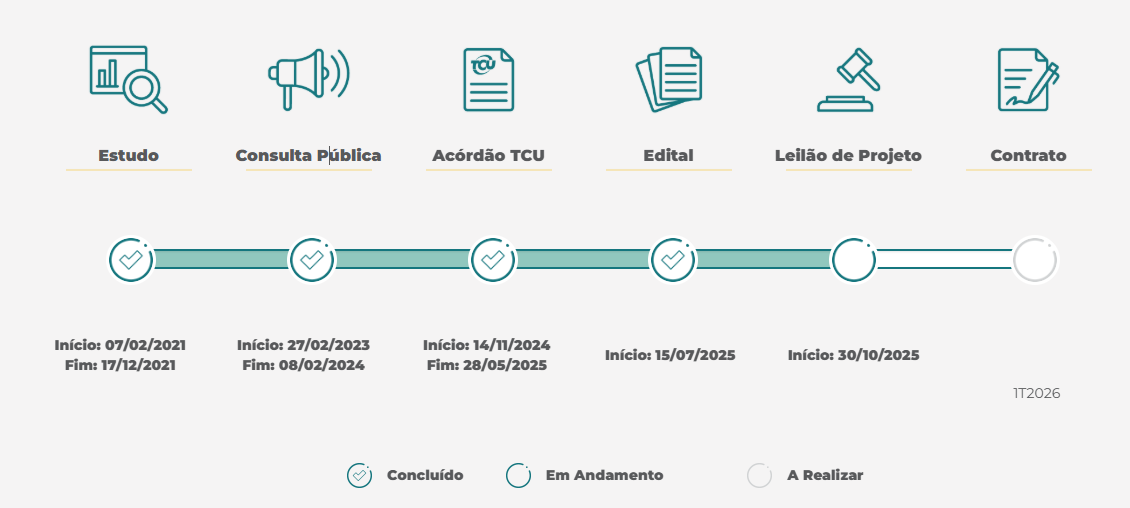 TCU
Estudo
Consulta Pública
Acórdão TCU
Edital
Leilão de Projeto
Contrato
Início: 07/02/2021
Fim: 17/12/2021
Início: 27/02/2023
Fim: 08/02/2024
Início: 14/11/2024
Fim: 28/05/2025
Início: 15/07/2025
Início: 30/10/2025
1T2026
Concluído
Em Andamento
A Realizar